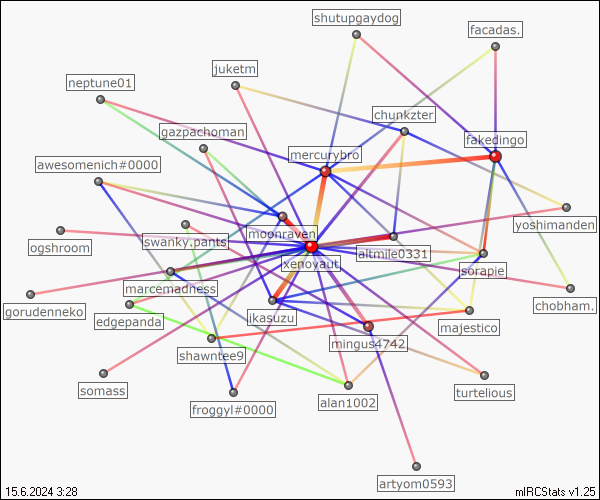 shutupgaydog
facadas.
juketm
neptune01
chunkzter
gazpachoman
fakedingo
mercurybro
awesomenich#0000
yoshimanden
moonraven
swanky.pants
ogshroom
altmile0331
xenoyaut
sorapie
marcemadness
chobham.
gorudenneko
edgepanda
ikasuzu
majestico
mingus4742
shawntee9
somass
turtelious
alan1002
froggyl#0000
artyom0593
15.6.2024 3:28
mIRCStats v1.25